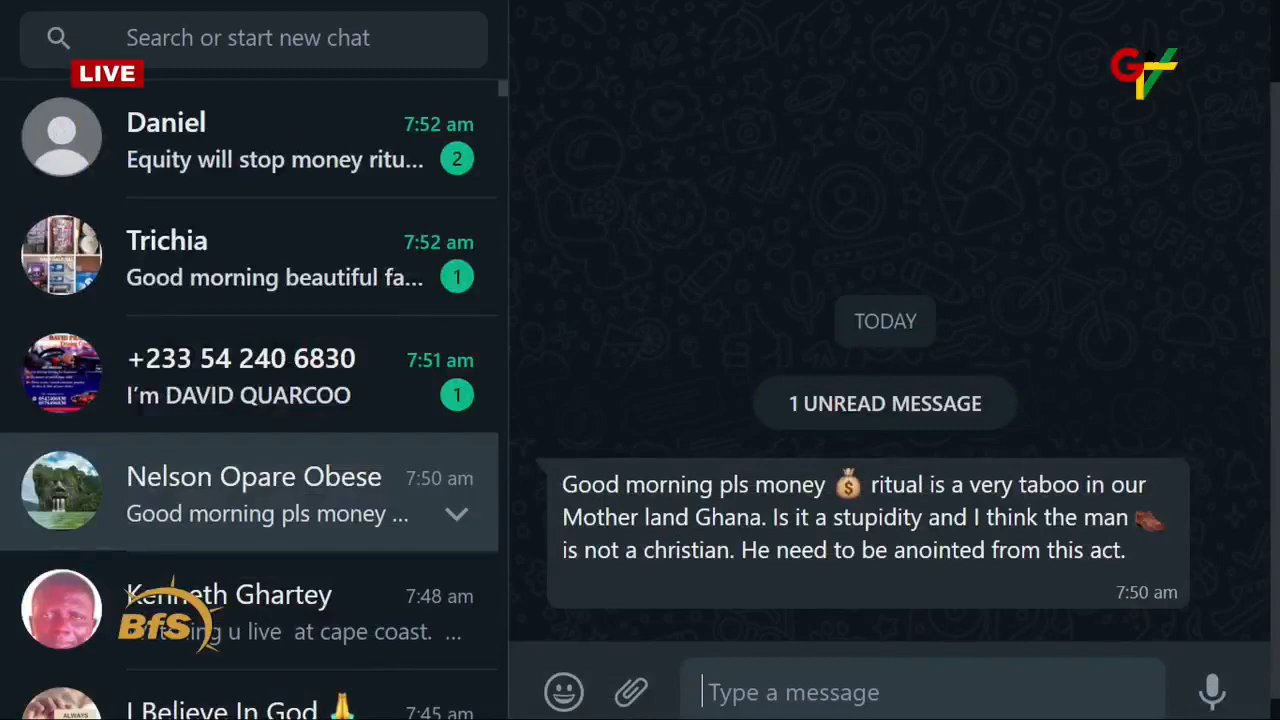 Search or start new chat
LIVE
GTV
Daniel
7:52 am
Equity will stop money ritu...
2
Trichia
7:52 am
Good morning beautiful fa...
1
+233 54 240 6830
7:51 am
I'm DAVID QUARCOO
1
Nelson Opare Obese
7:50 am
Good morning pls money ...
Kenneth Ghartey
7:48 am
BfS
u live at cape coast. ...
I Believe In God 🙏
7:45 am
ALWAYS
TODAY
1 UNREAD MESSAGE
Good morning pls money 💰 ritual is a very taboo in our
Mother land Ghana. Is it a stupidity and I think the man 👞
is not a christian. He need to be anointed from this act.
7:50 am
Type a message